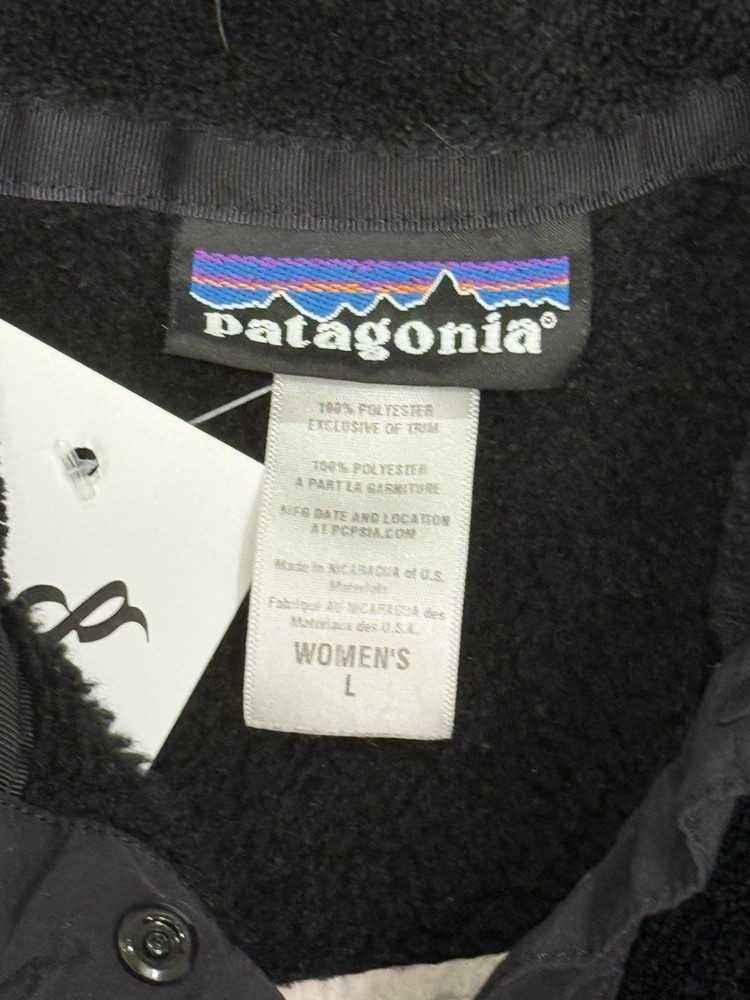 patagonia®
100% POLYESTER
EXCLUSIVE OF TRIM
100% POLYESTER
A PART LA GARNITURE
MFG DATE AND LOCATION
AT PCPSIA.COM
Made in NICARAGUA of U.S.
Materials
Fabriqué AU NICARAGUA des
Materiaux des U.S.A.
WOMEN'S
L